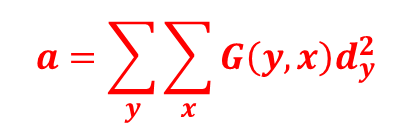 a = ∑_y ∑_x G(y, x)d_y^2